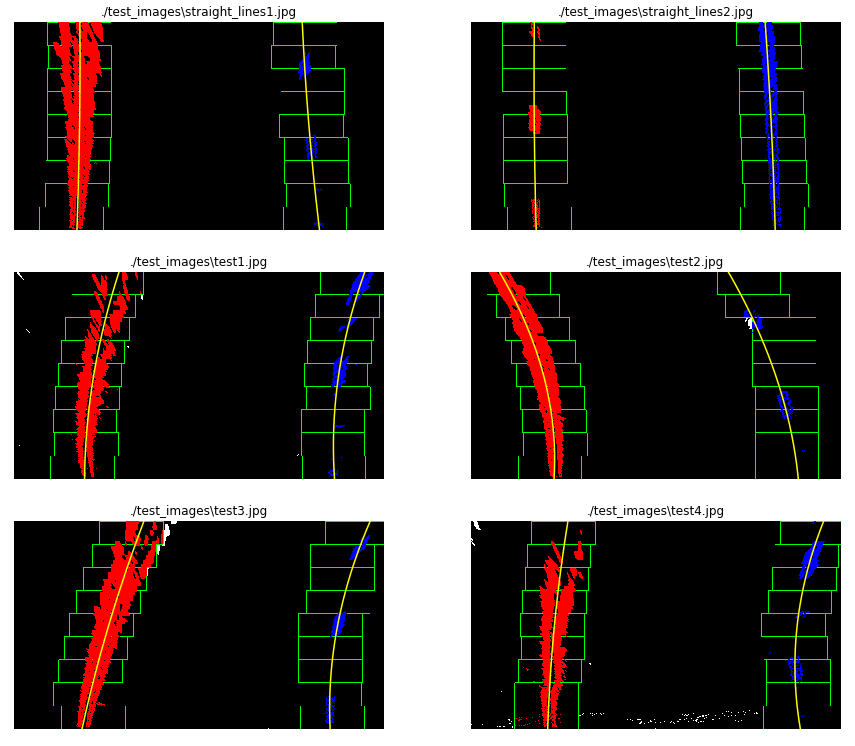 ./test_images\straight_lines1.jpg
./test_images\straight_lines2.jpg
./test_images\test1.jpg
./test_images\test2.jpg
./test_images\test3.jpg
./test_images\test4.jpg